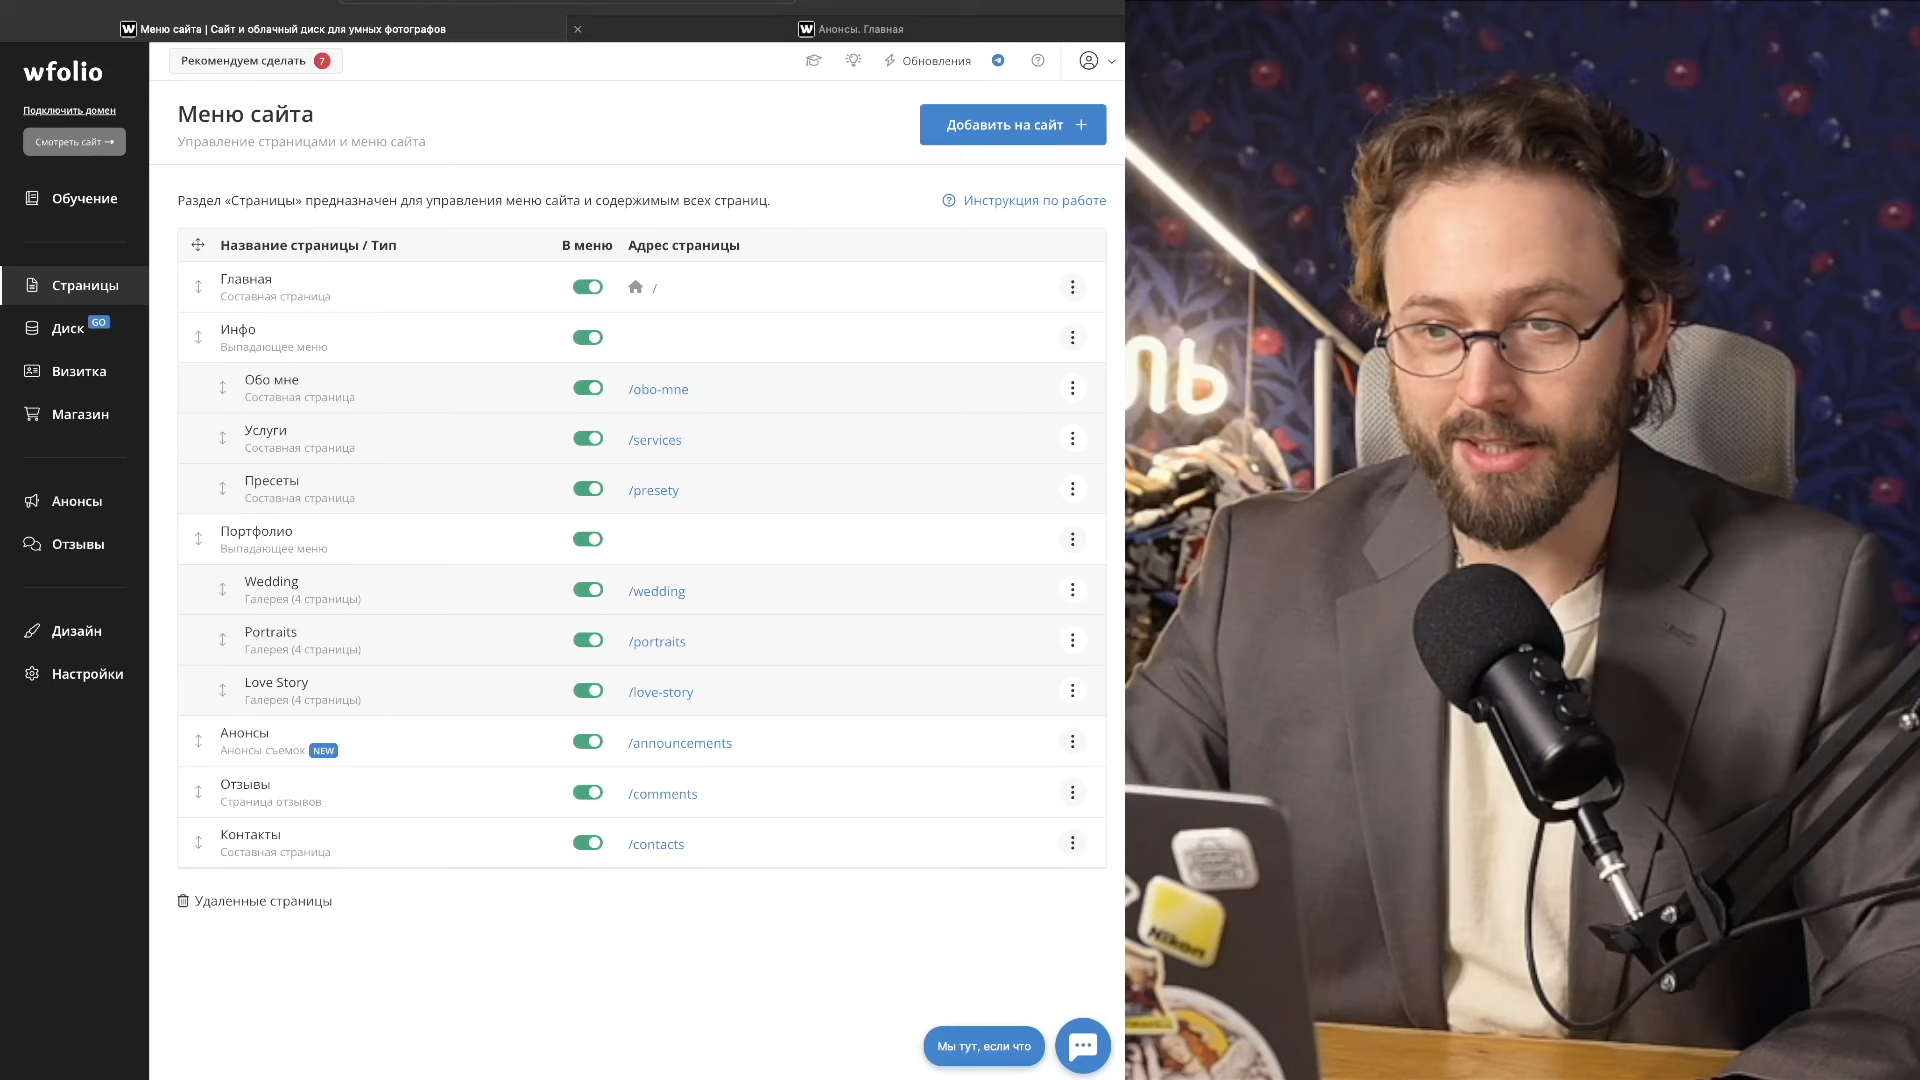 Меню сайта | Сайт и облачный диск для умных фотографов
Анонсы. Главная
wfolio
Подключить домен
Смотреть сайт →
Обучение
Страницы
Диск GO
Визитка
Магазин
Анонсы
Отзывы
Дизайн
Настройки
Рекомендуем сделать 7
Обновления
Меню сайта
Управление страницами и меню сайта
Добавить на сайт +
Раздел «Страницы» предназначен для управления меню сайта и содержимым всех страниц.
Инструкция по работе
Название страницы / Тип В меню Адрес страницы
Главная
Составная страница
/
Инфо
Выпадающее меню
Обо мне
Составная страница
/obo-mne
Услуги
Составная страница
/services
Пресеты
Составная страница
/presety
Портфолио
Выпадающее меню
Wedding
Галерея (4 страницы)
/wedding
Portraits
Галерея (4 страницы)
/portraits
Love Story
Галерея (4 страницы)
/love-story
Анонсы
Анонсы съемок NEW
/announcements
Отзывы
Страница отзывов
/comments
Контакты
Составная страница
/contacts
Удаленные страницы
Мы тут, если что
ль
Nikon